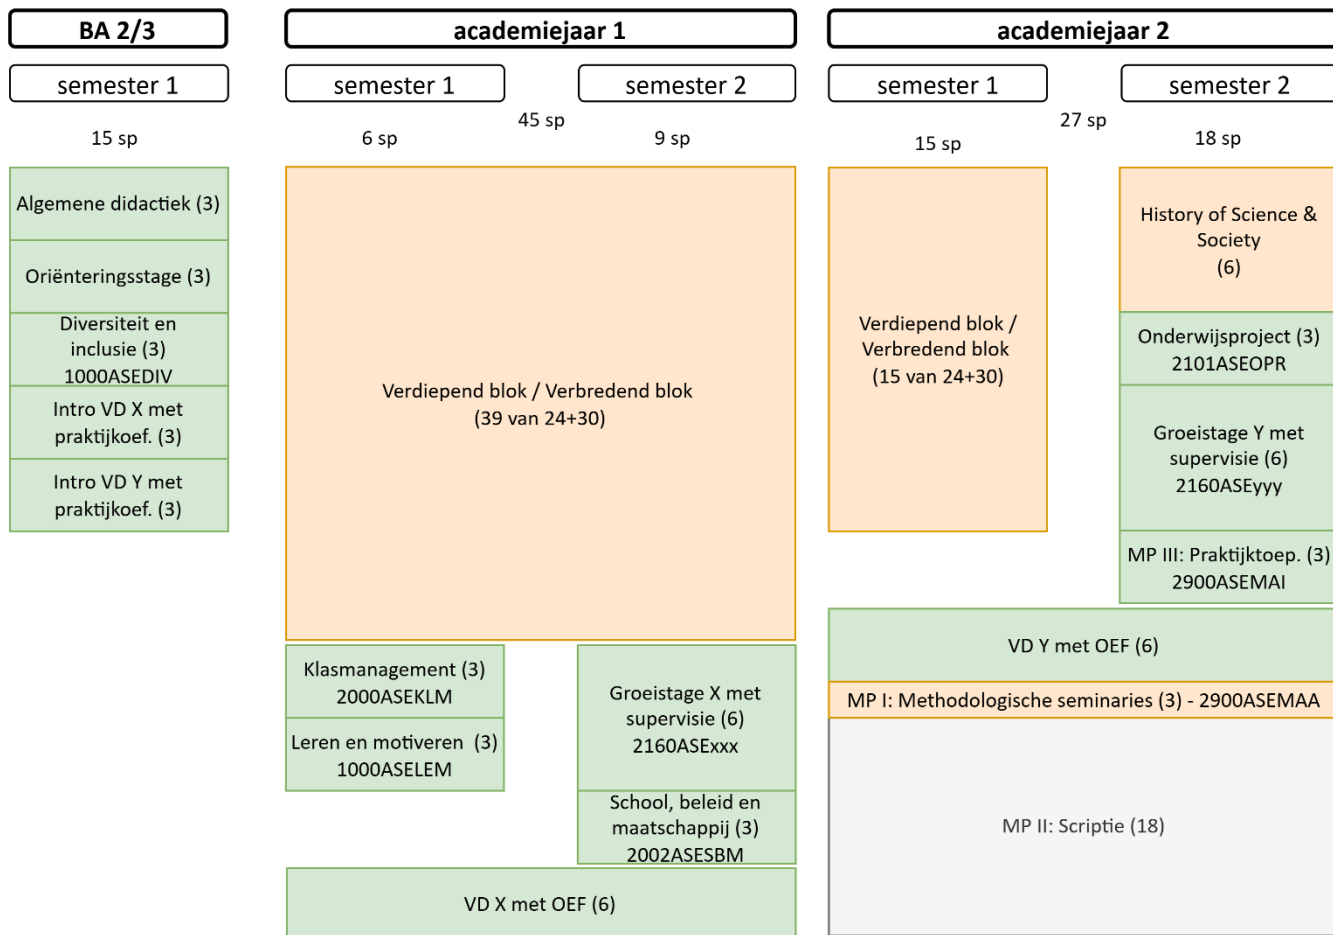 BA 2/3
academiejaar 1
academiejaar 2
semester 1
semester 1
semester 2
semester 1
semester 2
15 sp
6 sp
45 sp
9 sp
15 sp
27 sp
18 sp
Algemene didactiek (3)
Oriënteringsstage (3)
Diversiteit en
inclusie (3)
1000ASEDIV
Intro VD X met
praktijkoef. (3)
Intro VD Y met
praktijkoef. (3)
Verdiepend blok / Verbredend blok
(39 van 24+30)
Klasmanagement (3)
2000ASEKLM
Leren en motiveren (3)
1000ASELEM
Groeistage X met
supervisie (6)
2160ASExxx
School, beleid en
maatschappij (3)
2002ASESBM
VD X met OEF (6)
Verdiepend blok /
Verbredend blok
(15 van 24+30)
History of Science &
Society
(6)
Onderwijsproject (3)
2101ASEOPR
Groeistage Y met
supervisie (6)
2160ASEyyy
MP III: Praktijktoep. (3)
2900ASEMAI
VD Y met OEF (6)
MP I: Methodologische seminaries (3) - 2900ASEMAA
MP II: Scriptie (18)